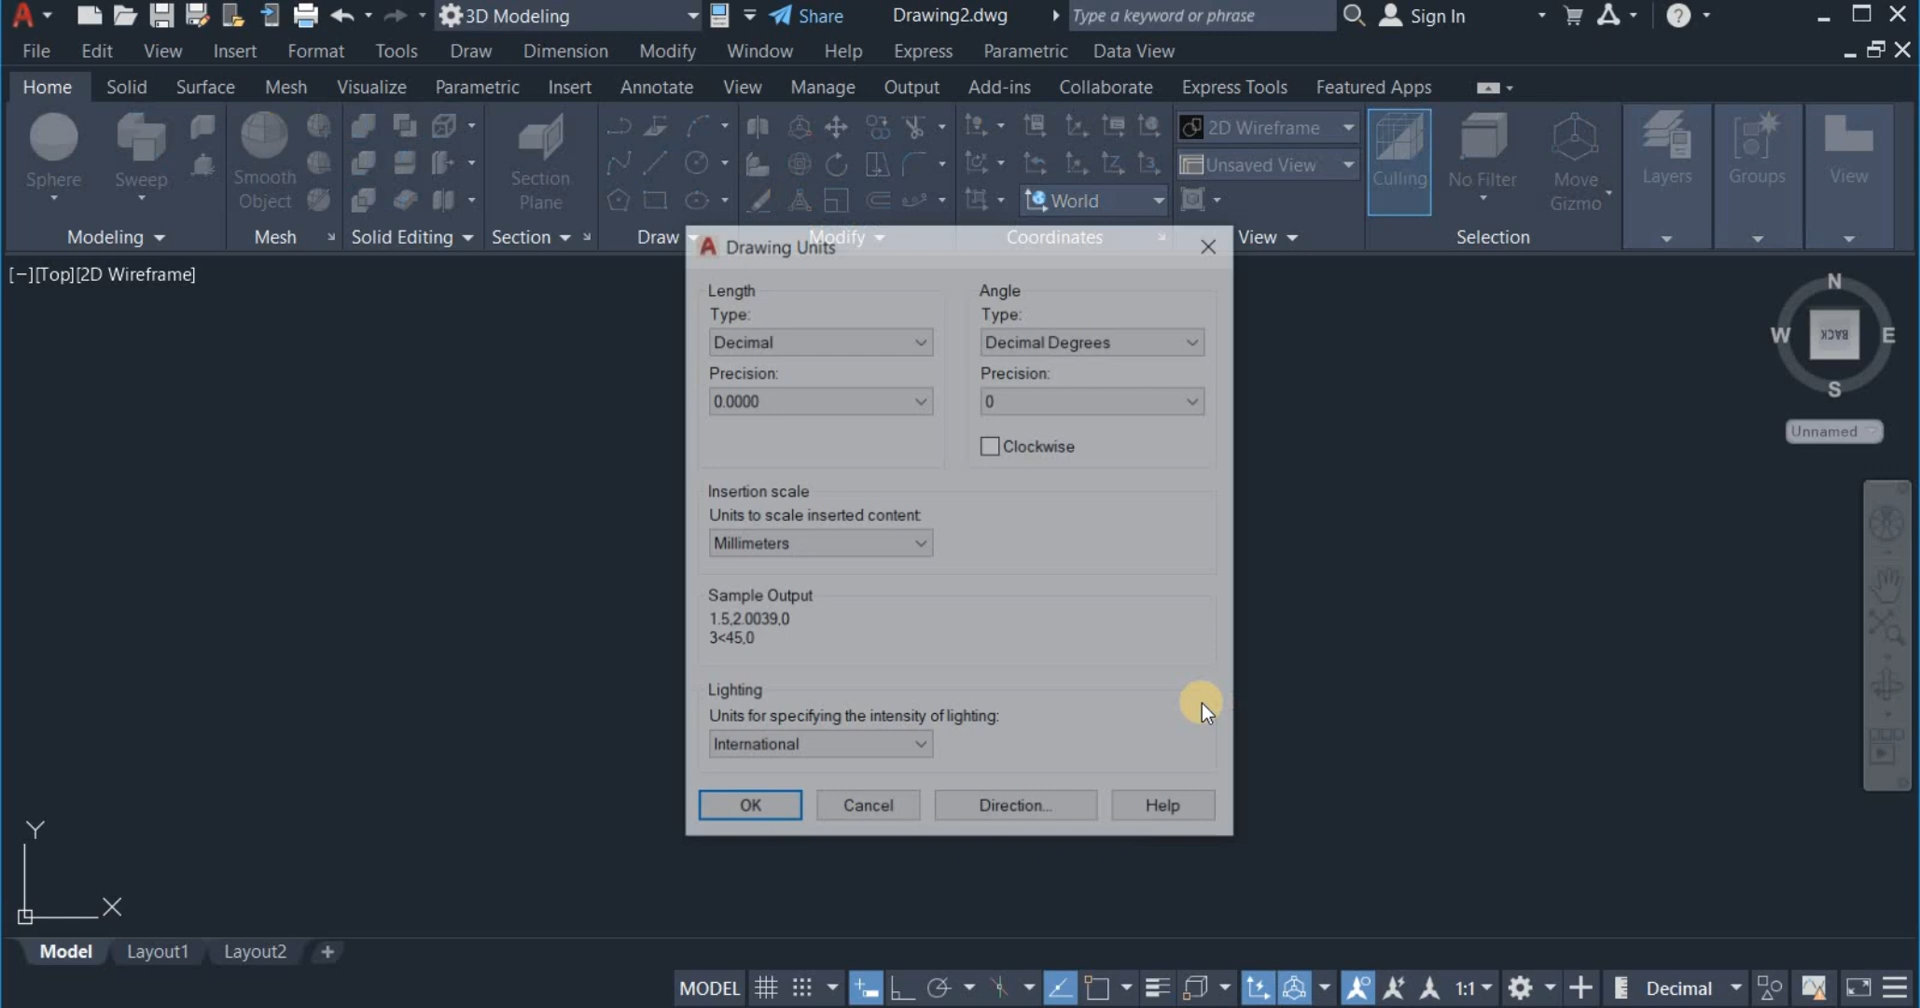 3D Modeling Share Drawing2.dwg Type a keyword or phrase Sign In
File Edit View Insert Format Tools Draw Dimension Modify Window Help Express Parametric Data View
Home Solid Surface Mesh Visualize Parametric Insert Annotate View Manage Output Add-ins Collaborate Express Tools Featured Apps
2D Wireframe
Unsaved View
Sphere Sweep Smooth Object Section Plane Culling No Filter Move Gizmo Layers Groups View
World
Modeling Mesh Solid Editing Section Draw Modify Coordinates View Selection
[−][Top][2D Wireframe]
Drawing Units
Length
Type:
Decimal
Precision:
0.0000
Angle
Type:
Decimal Degrees
Precision:
0
Clockwise
Insertion scale
Units to scale inserted content:
Millimeters
Sample Output
1.5,2.0039,0
3<45,0
Lighting
Units for specifying the intensity of lighting:
International
OK Cancel Direction... Help
N
W BACK E
S
Unnamed
Y
X
Model Layout1 Layout2 +
MODEL 1:1 Decimal